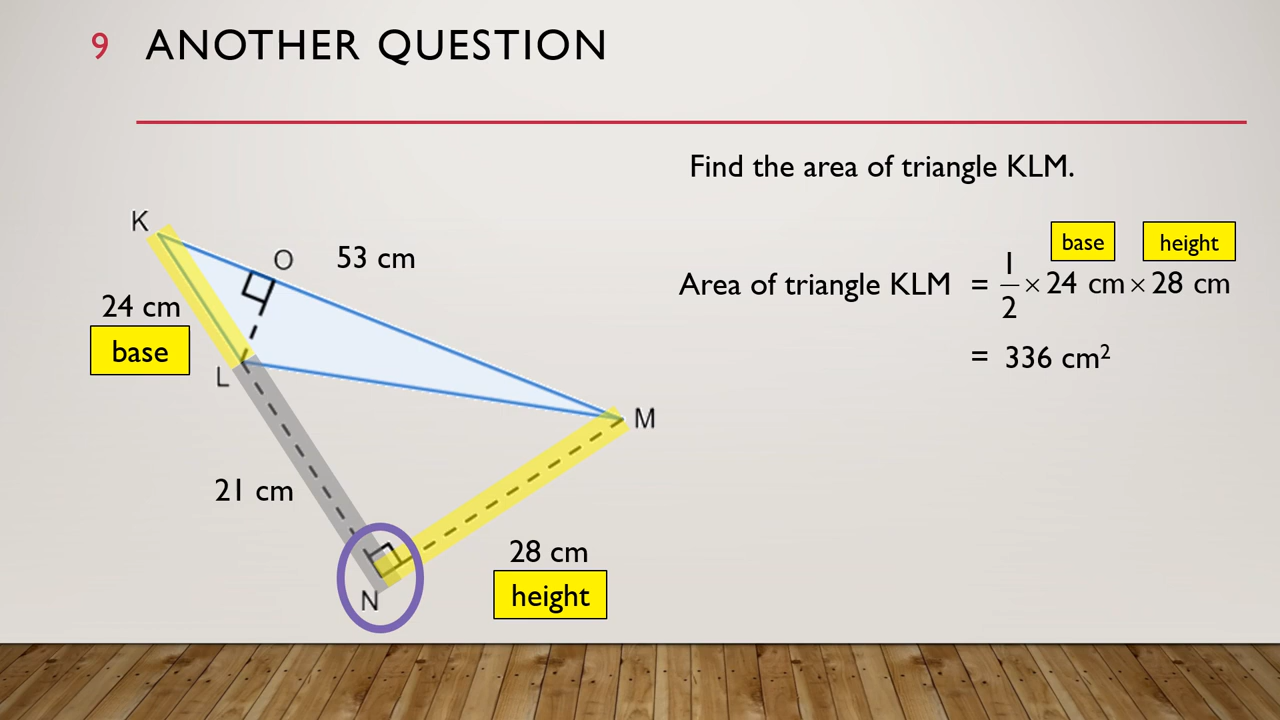 9 ANOTHER QUESTION
Find the area of triangle KLM.
K
O
53 cm
24 cm
base
L
M
21 cm
28 cm
height
N
base height
Area of triangle KLM = 1/2 × 24 cm × 28 cm
= 336 cm²